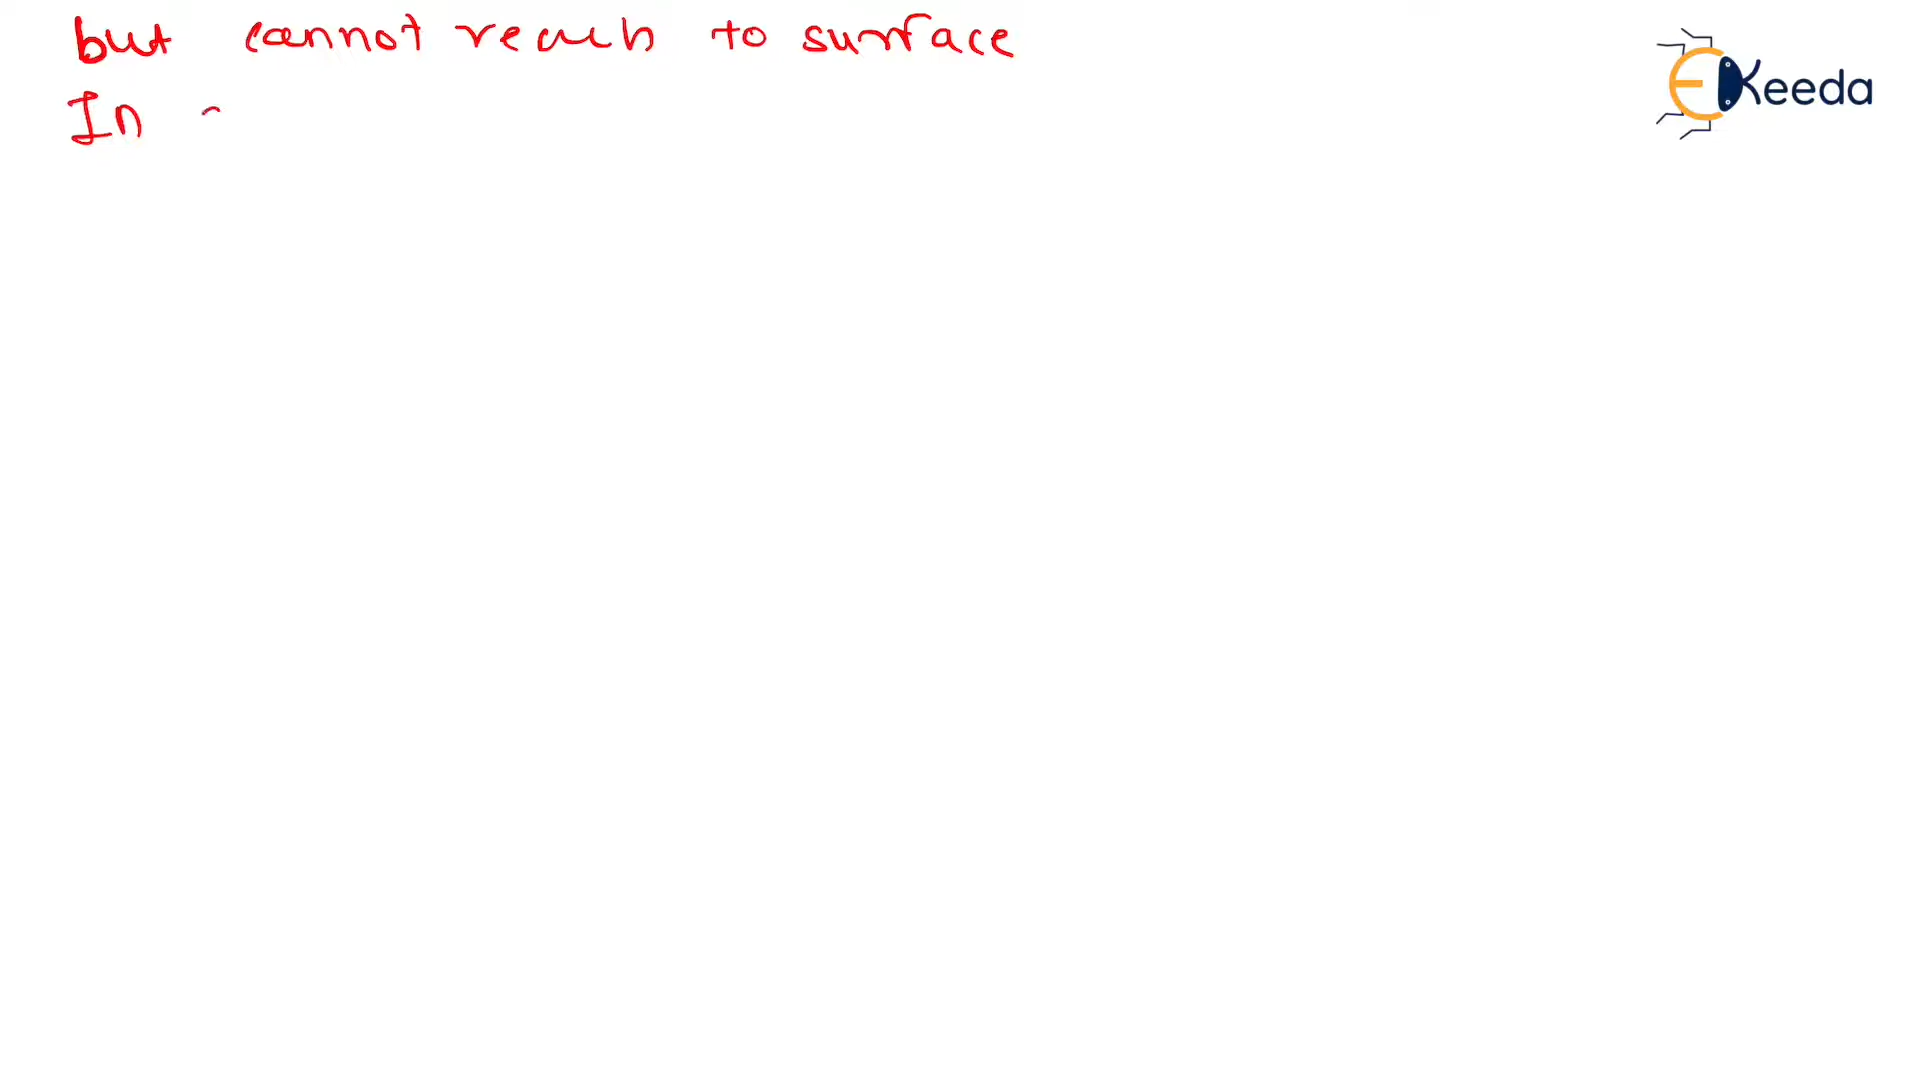 but cannot reach to surface
In
EKeeda